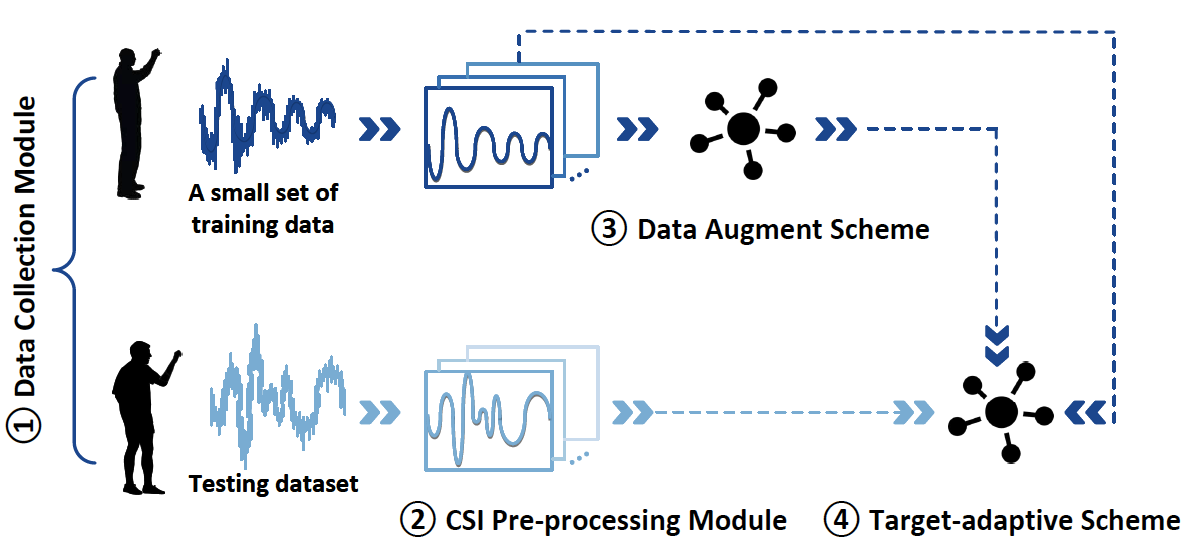 ① Data Collection Module
A small set of
training data
③ Data Augment Scheme
Testing dataset
② CSI Pre-processing Module
④ Target-adaptive Scheme